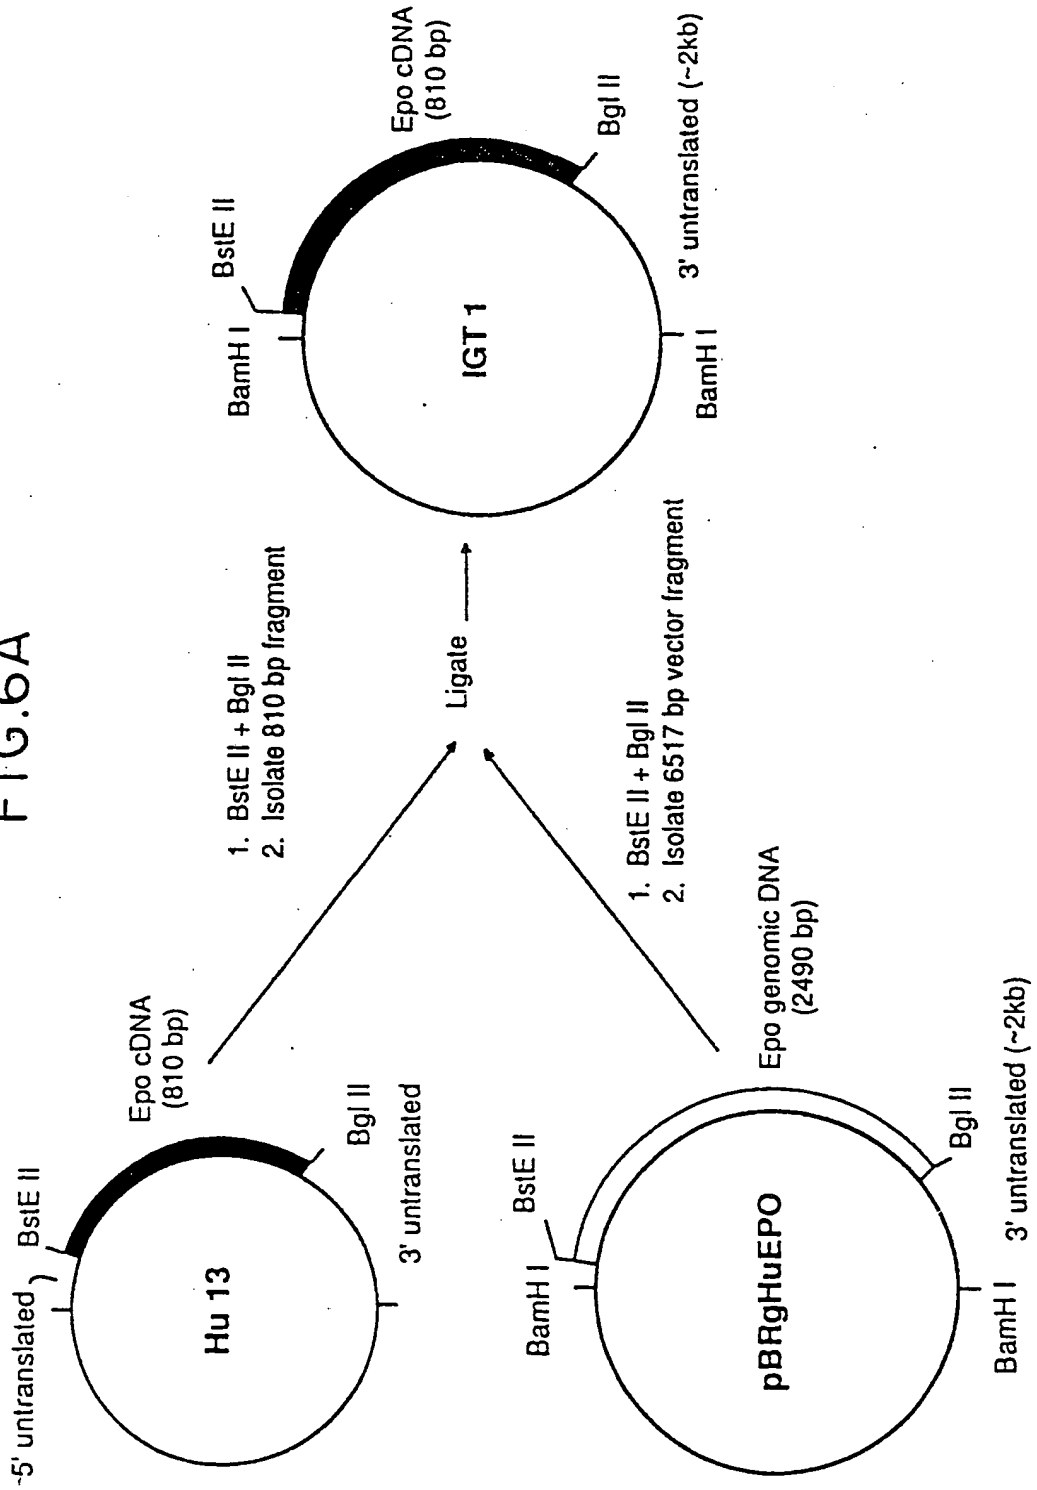 FIG.6A
~5' untranslated
BstE II
Epo cDNA
(810 bp)
Hu 13
Bgl II
3' untranslated
1. BstE II + Bgl II
2. Isolate 810 bp fragment
BamH I
BstE II
Epo genomic DNA
(2490 bp)
pBRgHuEPO
Bgl II
3' untranslated (~2kb)
BamH I
1. BstE II + Bgl II
2. Isolate 6517 bp vector fragment
Ligate
BamH I
BstE II
Epo cDNA
(810 bp)
IGT 1
Bgl II
3' untranslated (~2kb)
BamH I